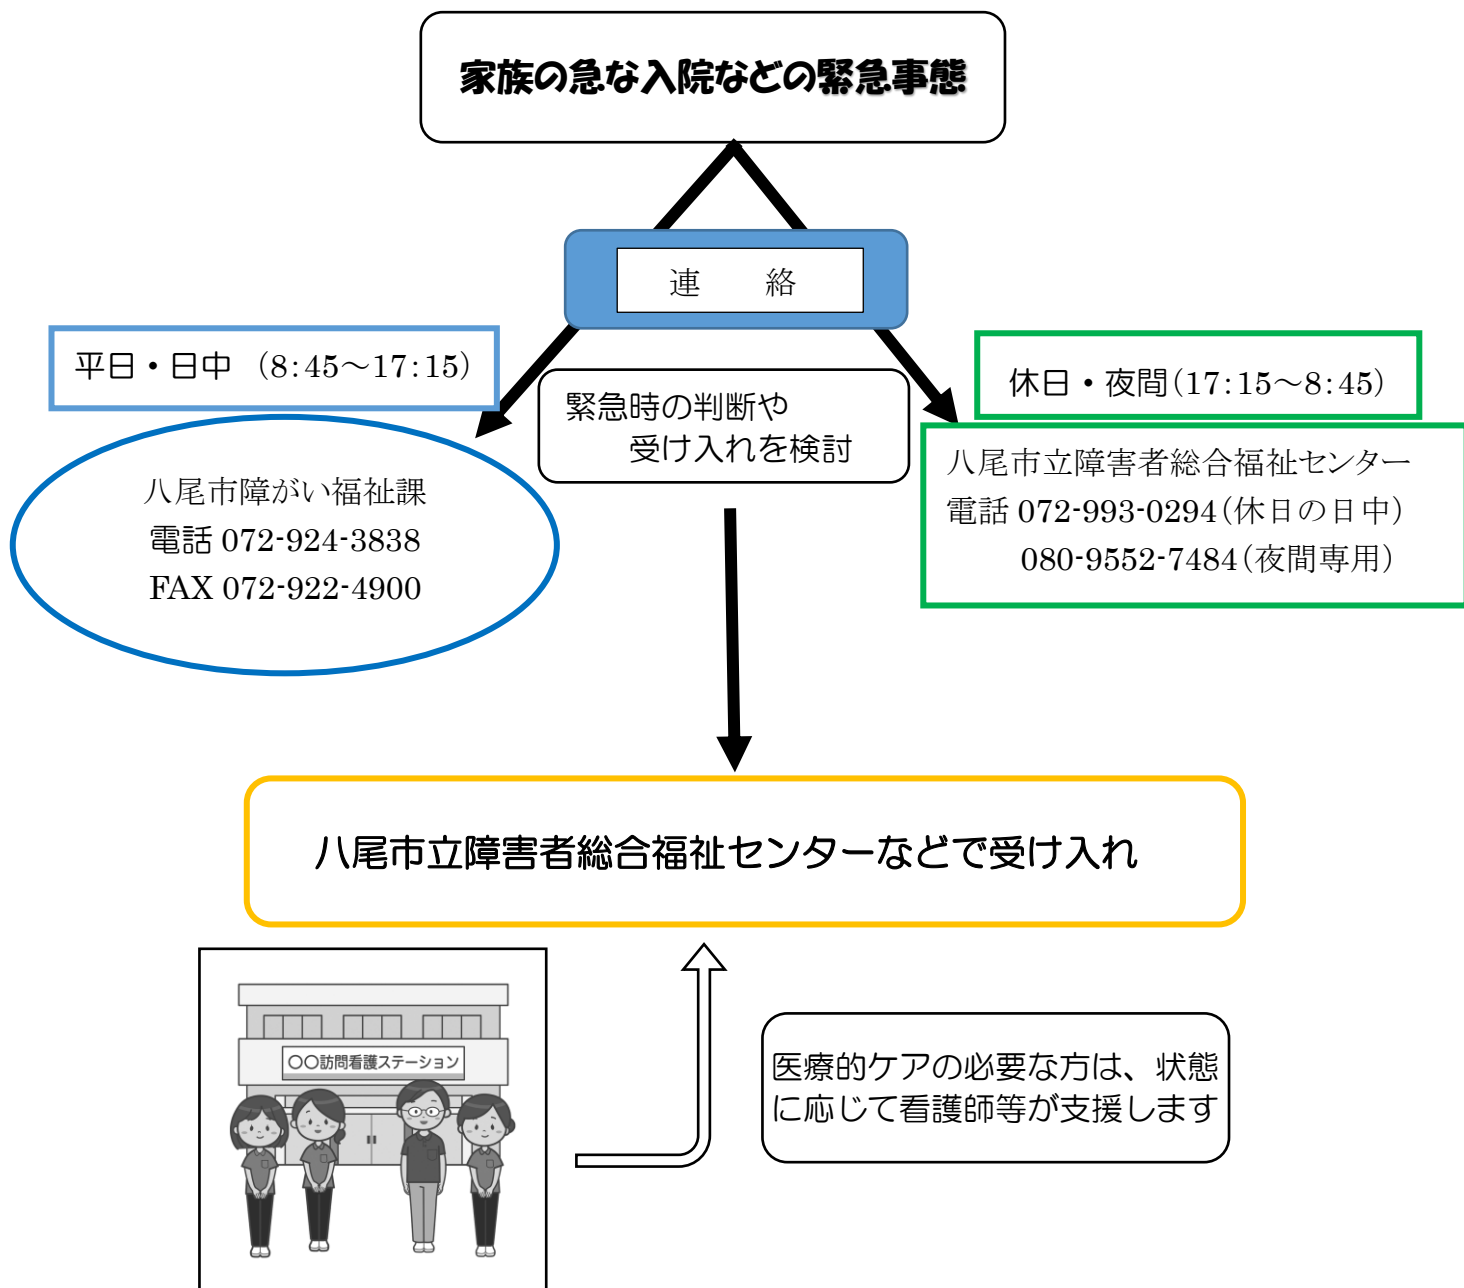 家族の急な入院などの緊急事態
連　絡
平日・日中　(8:45～17:15)
八尾市障がい福祉課
電話 072-924-3838
FAX 072-922-4900
緊急時の判断や
受け入れを検討
休日・夜間(17:15～8:45)
八尾市立障害者総合福祉センター
電話 072-993-0294(休日の日中)
080-9552-7484(夜間専用)
八尾市立障害者総合福祉センターなどで受け入れ
〇〇訪問看護ステーション
医療的ケアの必要な方は、状態
に応じて看護師等が支援します